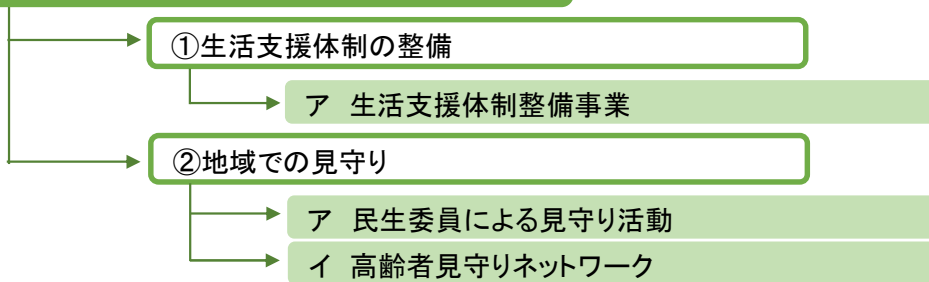 ①生活支援体制の整備
ア 生活支援体制整備事業
②地域での見守り
ア 民生委員による見守り活動
イ 高齢者見守りネットワーク